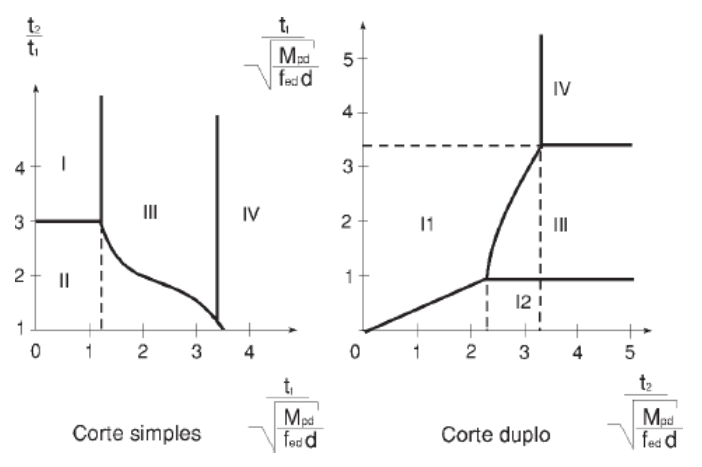 t₂
t₁
t₁
√
M_pd
f_ed d
4
3
2
1
0 1 2 3 4
I
II
III
IV
t₁
√
M_pd
f_ed d
Corte simples
5
4
3
2
1
0 1 2 3 4 5
I1
I2
III
IV
t₂
√
M_pd
f_ed d
Corte duplo